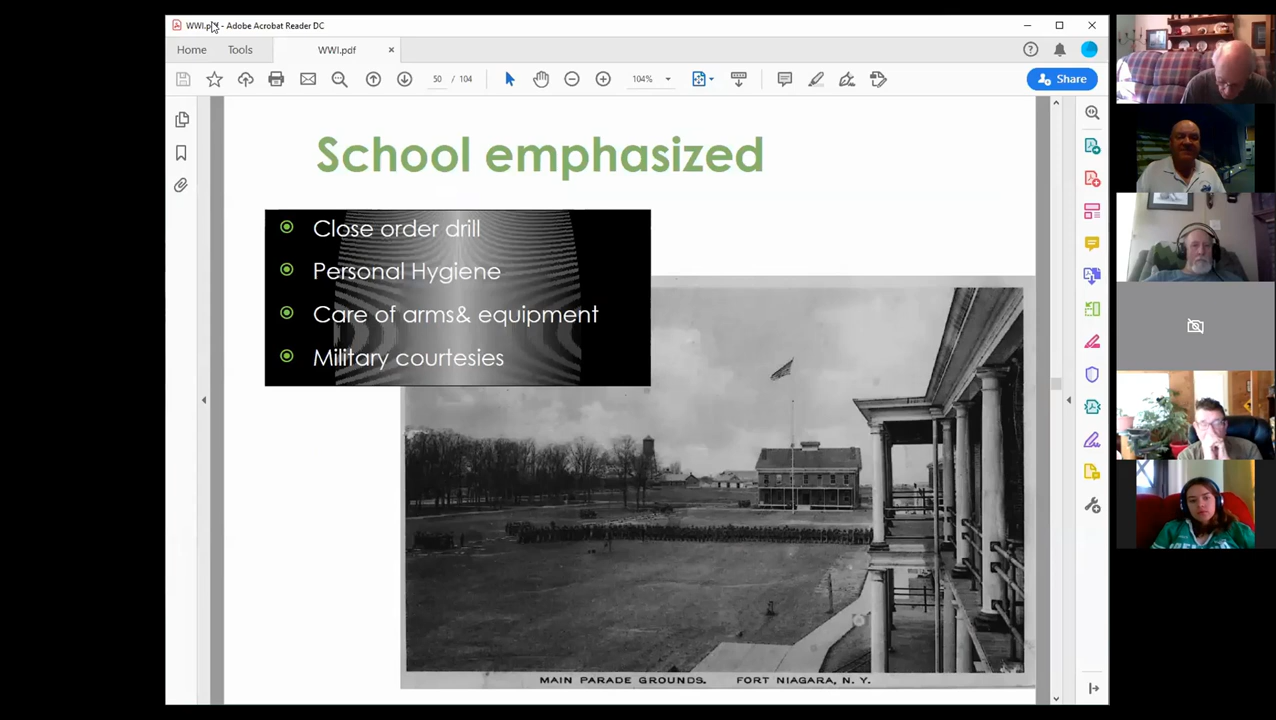 WWI.pdf - Adobe Acrobat Reader DC
Home Tools WWI.pdf
50 / 104 104% Share
School emphasized
Close order drill
Personal Hygiene
Care of arms& equipment
Military courtesies
MAIN PARADE GROUNDS. FORT NIAGARA, N. Y.